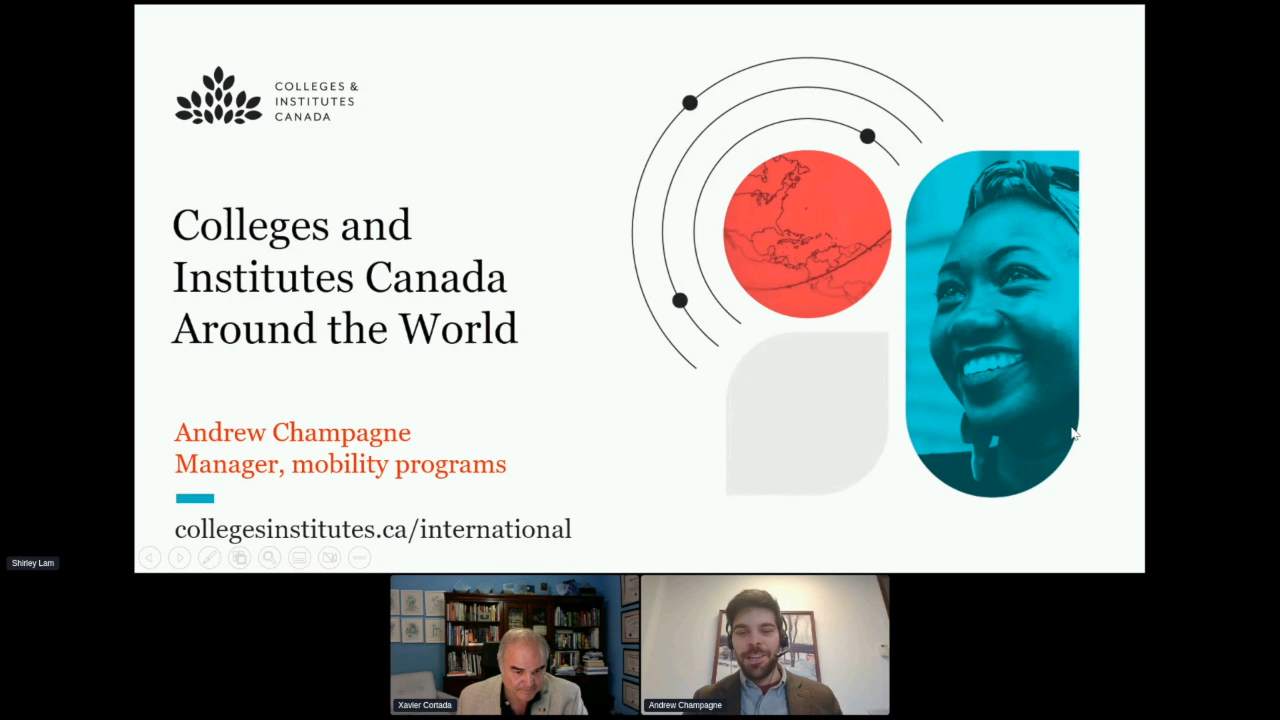 COLLEGES &
INSTITUTES
CANADA
Colleges and
Institutes Canada
Around the World
Andrew Champagne
Manager, mobility programs
collegesinstitutes.ca/international
Shirley Lam
Xavier Cortada
Andrew Champagne